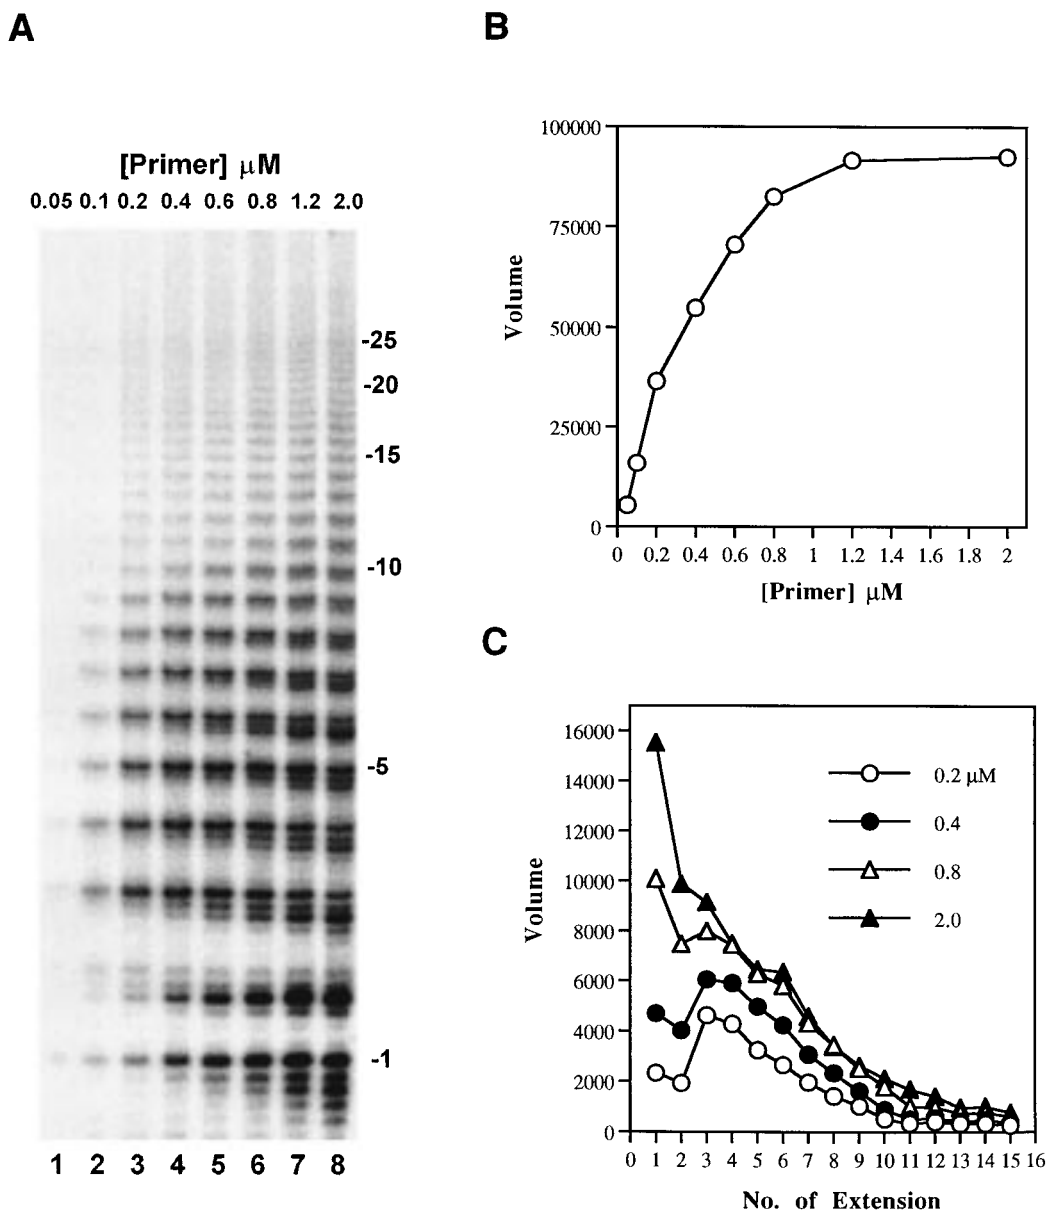 A
[Primer] μM
0.05 0.1 0.2 0.4 0.6 0.8 1.2 2.0
-25
-20
-15
-10
-5
-1
1 2 3 4 5 6 7 8
B
100000
75000
50000
25000
0
Volume
0 0.2 0.4 0.6 0.8 1 1.2 1.4 1.6 1.8 2
[Primer] μM
C
16000
14000
12000
10000
8000
6000
4000
2000
0
Volume
0.2 μM
0.4
0.8
2.0
0 1 2 3 4 5 6 7 8 9 10 11 12 13 14 15 16
No. of Extension